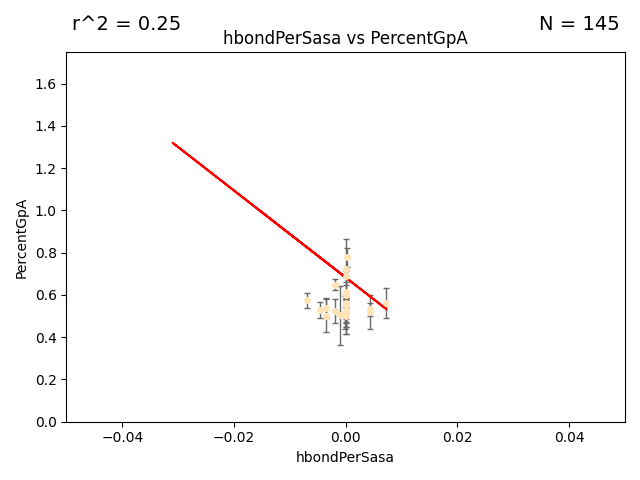 r^2 = 0.25
N = 145
hbondPerSasa vs PercentGpA
1.6
1.4
1.2
1.0
0.8
0.6
0.4
0.2
0.0
PercentGpA
−0.04 −0.02 0.00 0.02 0.04
hbondPerSasa